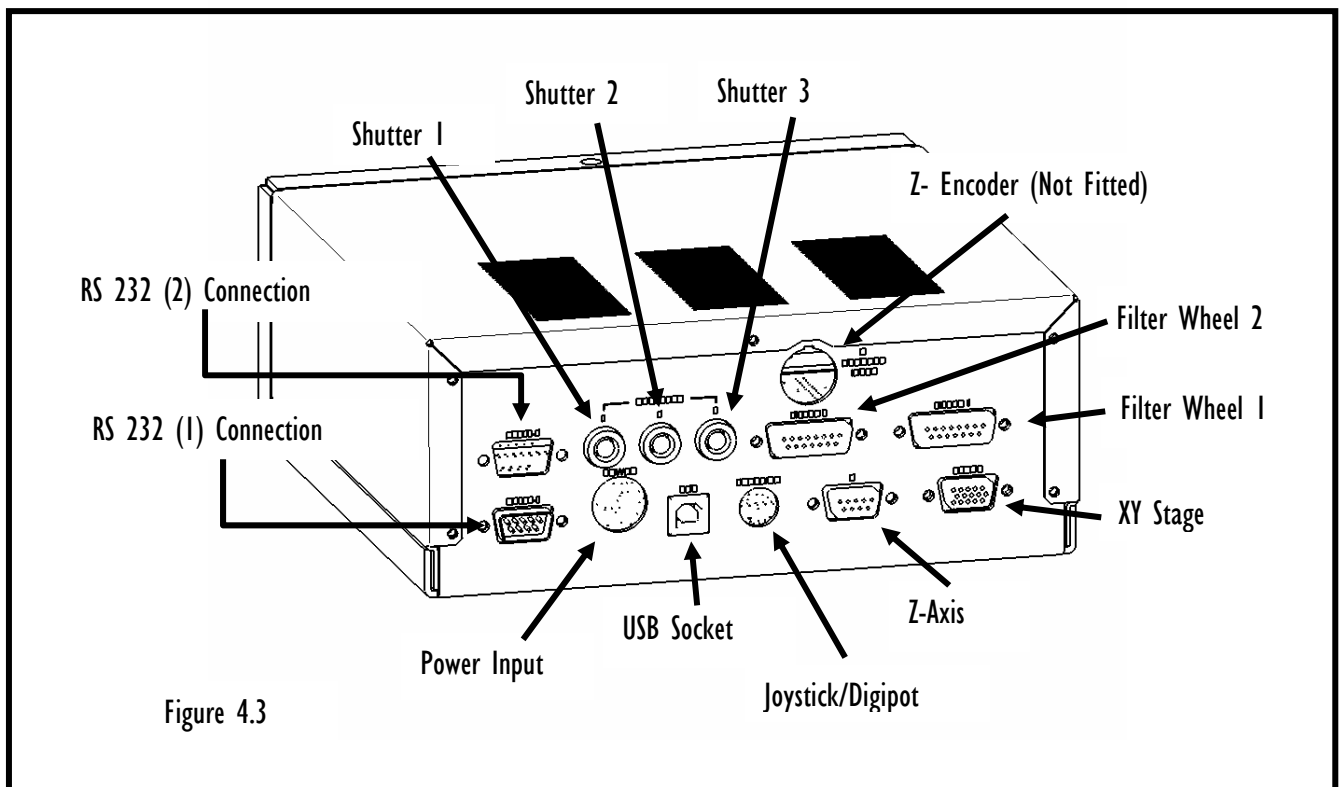 Shutter 2
Shutter 3
Shutter 1
Z- Encoder (Not Fitted)
RS 232 (2) Connection
Filter Wheel 2
RS 232 (1) Connection
Filter Wheel 1
XY Stage
Z-Axis
USB Socket
Power Input
Joystick/Digipot
Figure 4.3